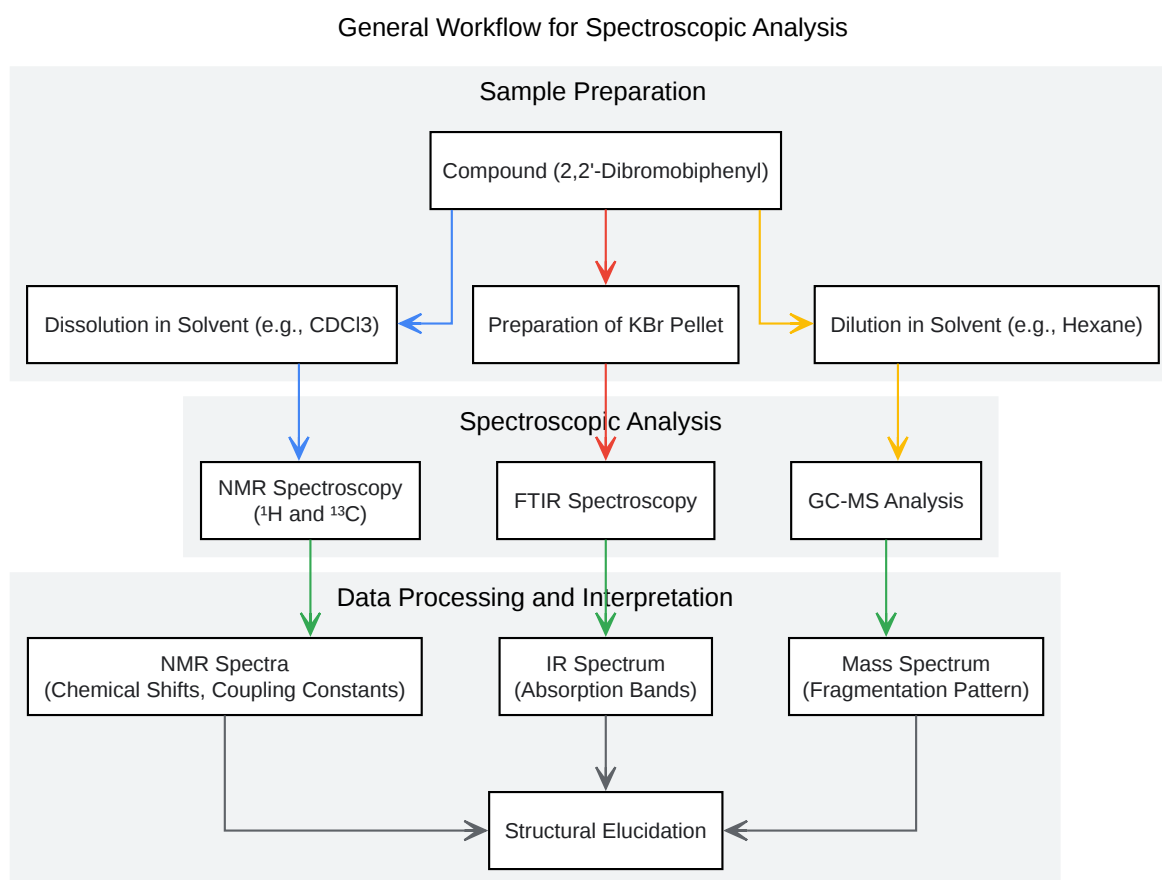 General Workflow for Spectroscopic Analysis
Sample Preparation
Compound (2,2'-Dibromobiphenyl)
Dissolution in Solvent (e.g., CDCl3)
Preparation of KBr Pellet
Dilution in Solvent (e.g., Hexane)
Spectroscopic Analysis
NMR Spectroscopy
(¹H and ¹³C)
FTIR Spectroscopy
GC-MS Analysis
Data Processing and Interpretation
NMR Spectra
(Chemical Shifts, Coupling Constants)
IR Spectrum
(Absorption Bands)
Mass Spectrum
(Fragmentation Pattern)
Structural Elucidation